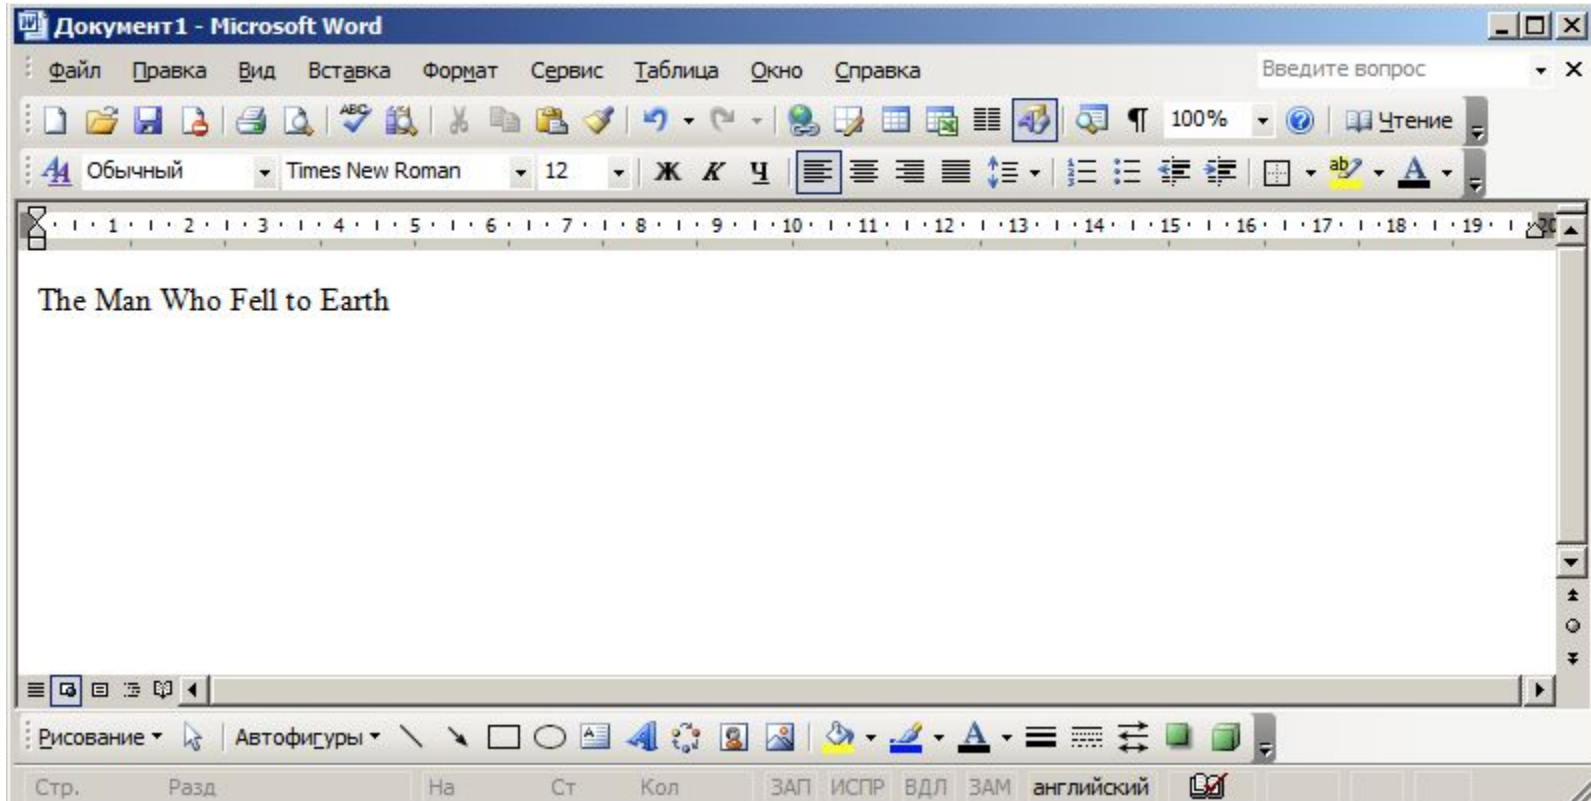 Документ1 - Microsoft Word
Файл Правка Вид Вставка Формат Сервис Таблица Окно Справка Введите вопрос
ABC ¶ 100% Чтение
Обычный Times New Roman 12 Ж К Ч ab A
1 2 3 4 5 6 7 8 9 10 11 12 13 14 15 16 17 18 19 20
The Man Who Fell to Earth
Рисование Автофигуры A
Стр. Разд На Ст Кол ЗАП ИСПР ВДЛ ЗАМ английский